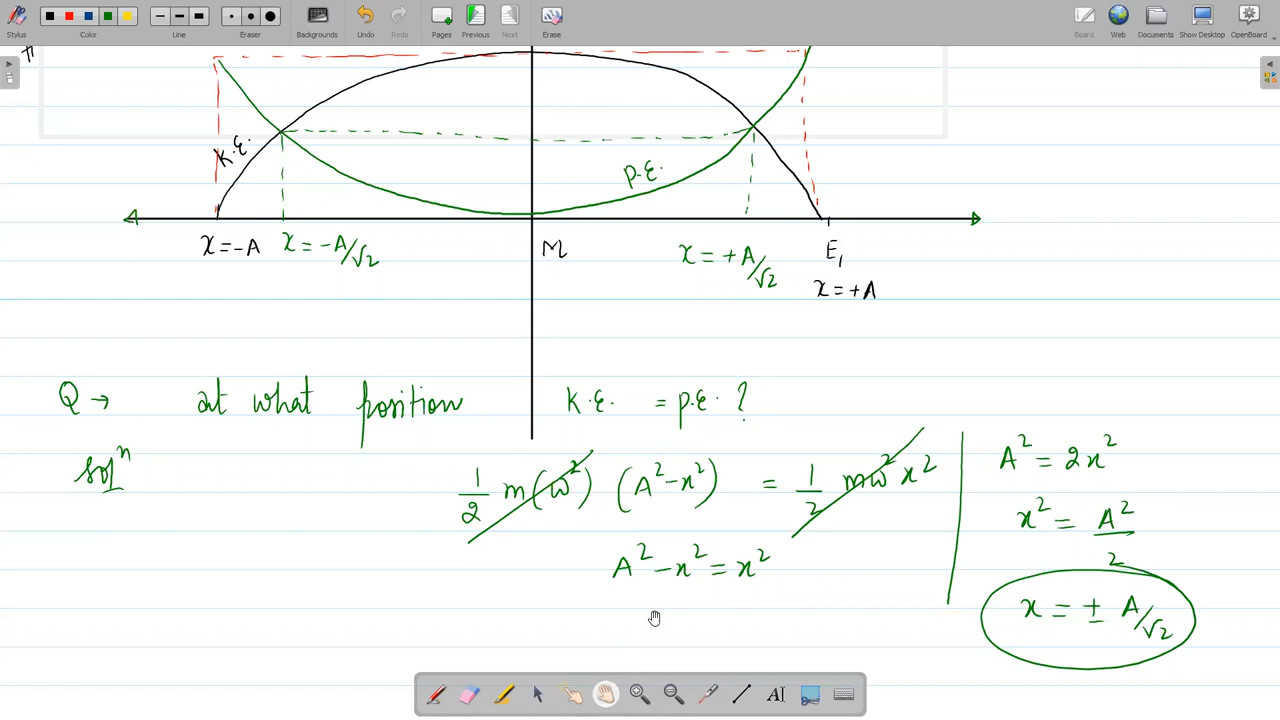 Stylus Color Line Eraser Backgrounds Undo Redo Pages Previous Next Erase Board Web Documents Show Desktop OpenBoard
K.E.
P.E.
x = -A x = -A/√2 M x = +A/√2 E₁
x = +A
Q → at what position K.E. = P.E. ?
solⁿ
1/2 m(ω²) (A²-x²) = 1/2 mω²x²
A² - x² = x²
A² = 2x²
x² = A²/2
x = ± A/√2